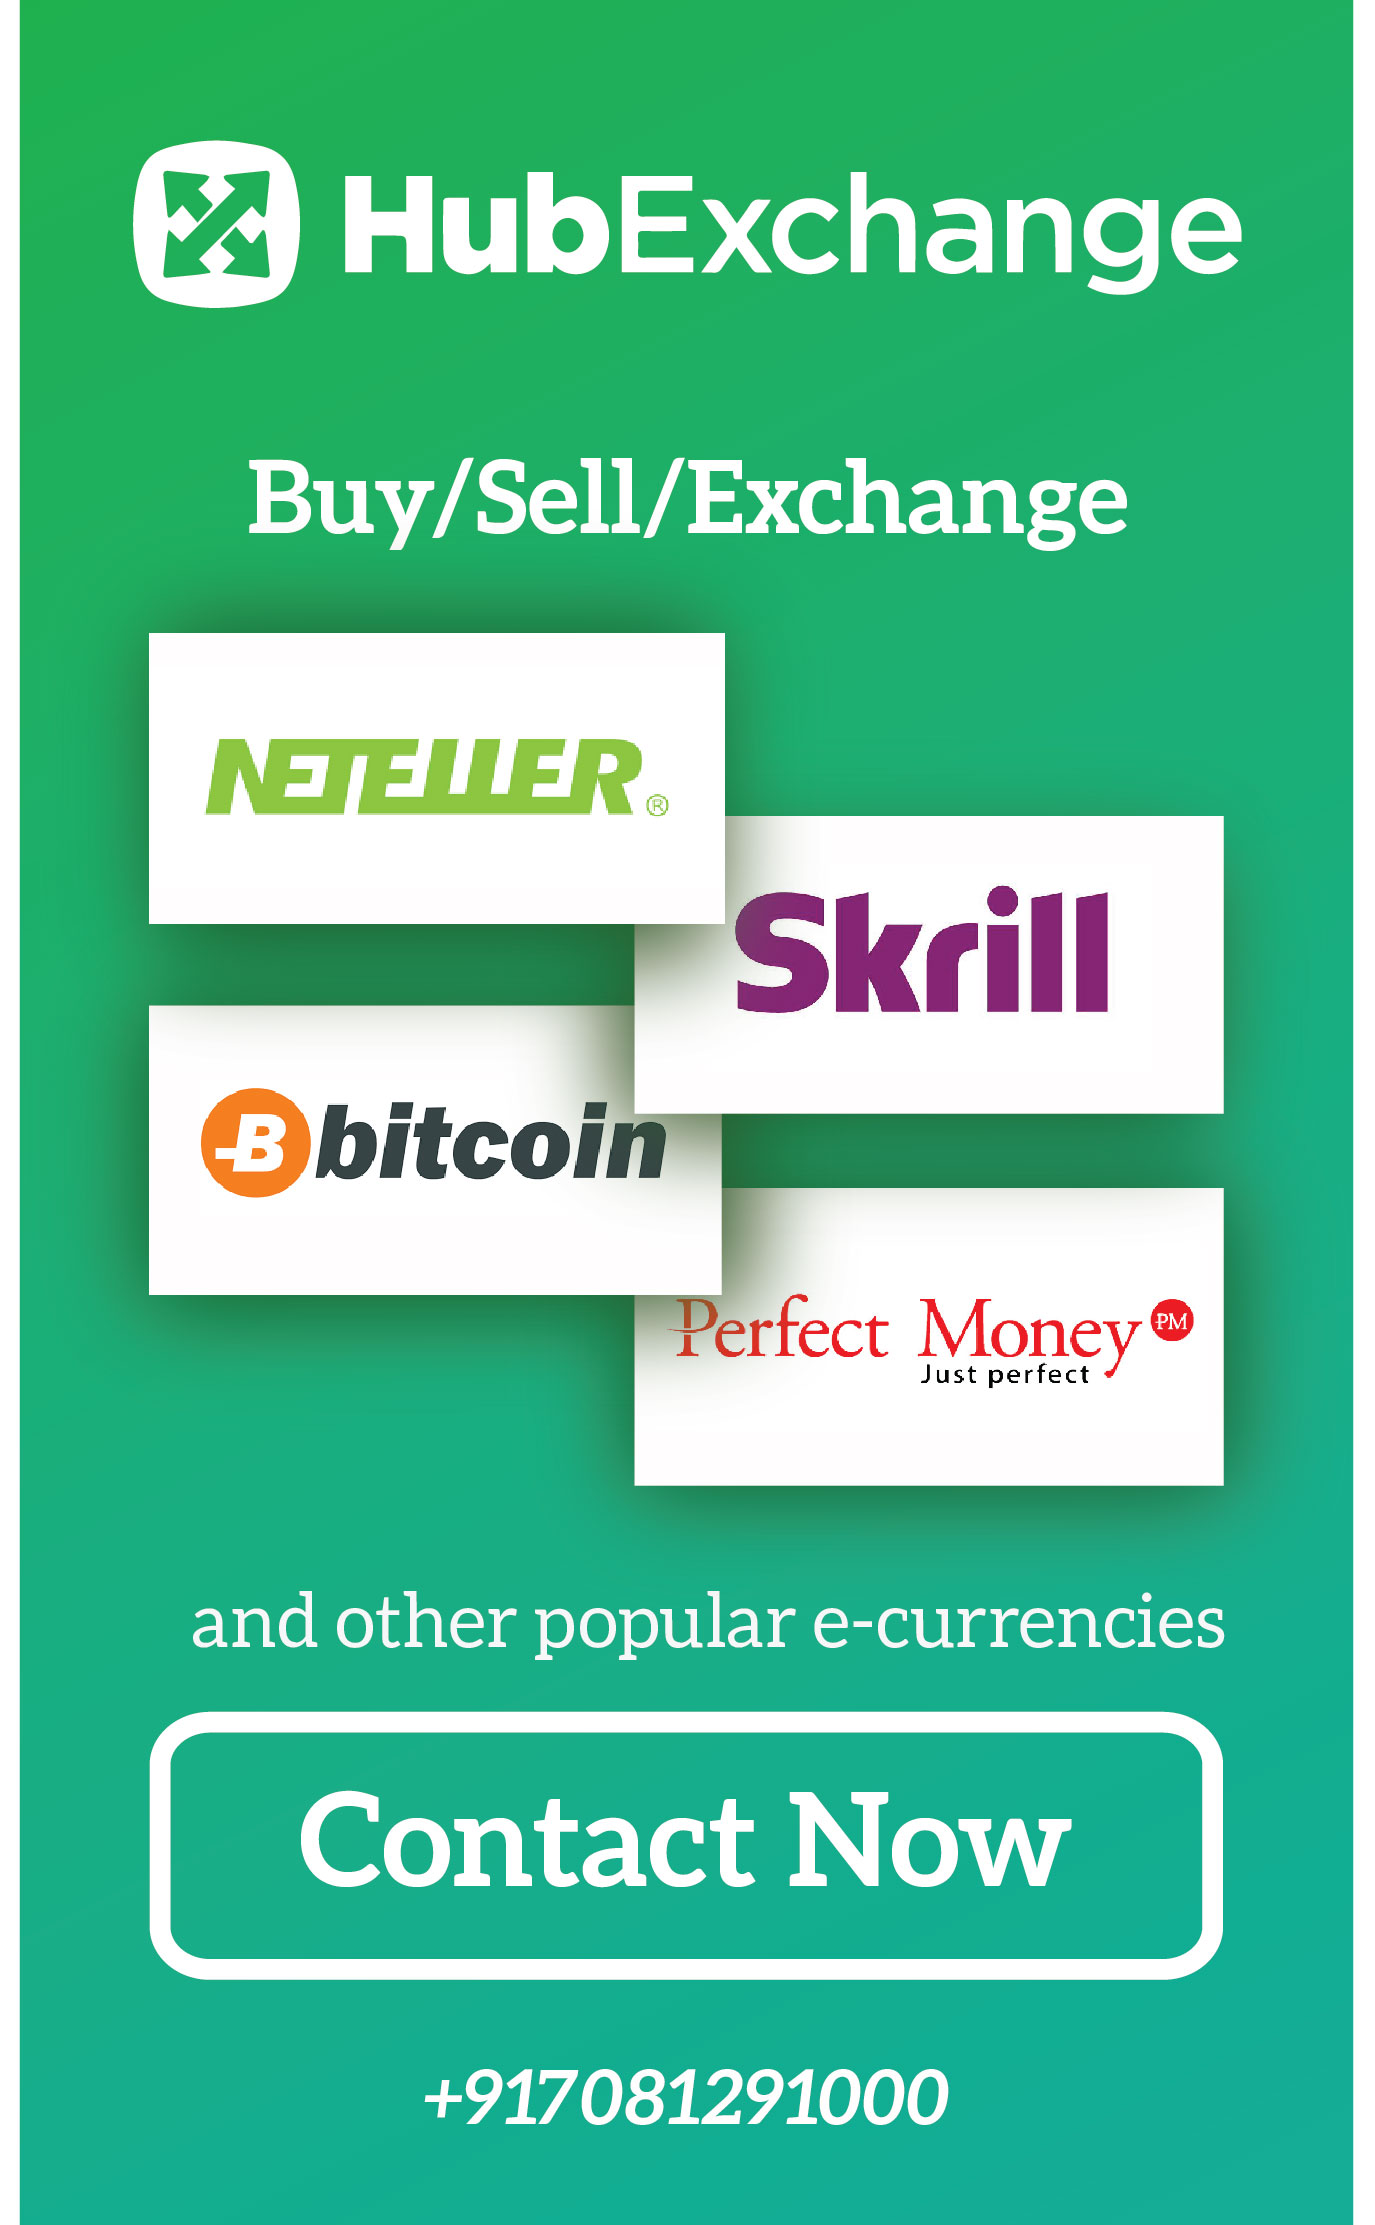 HubExchange
Buy/Sell/Exchange
NETELLER®
Skrill
B bitcoin
Perfect Money PM
Just perfect
and other popular e-currencies
Contact Now
+917081291000